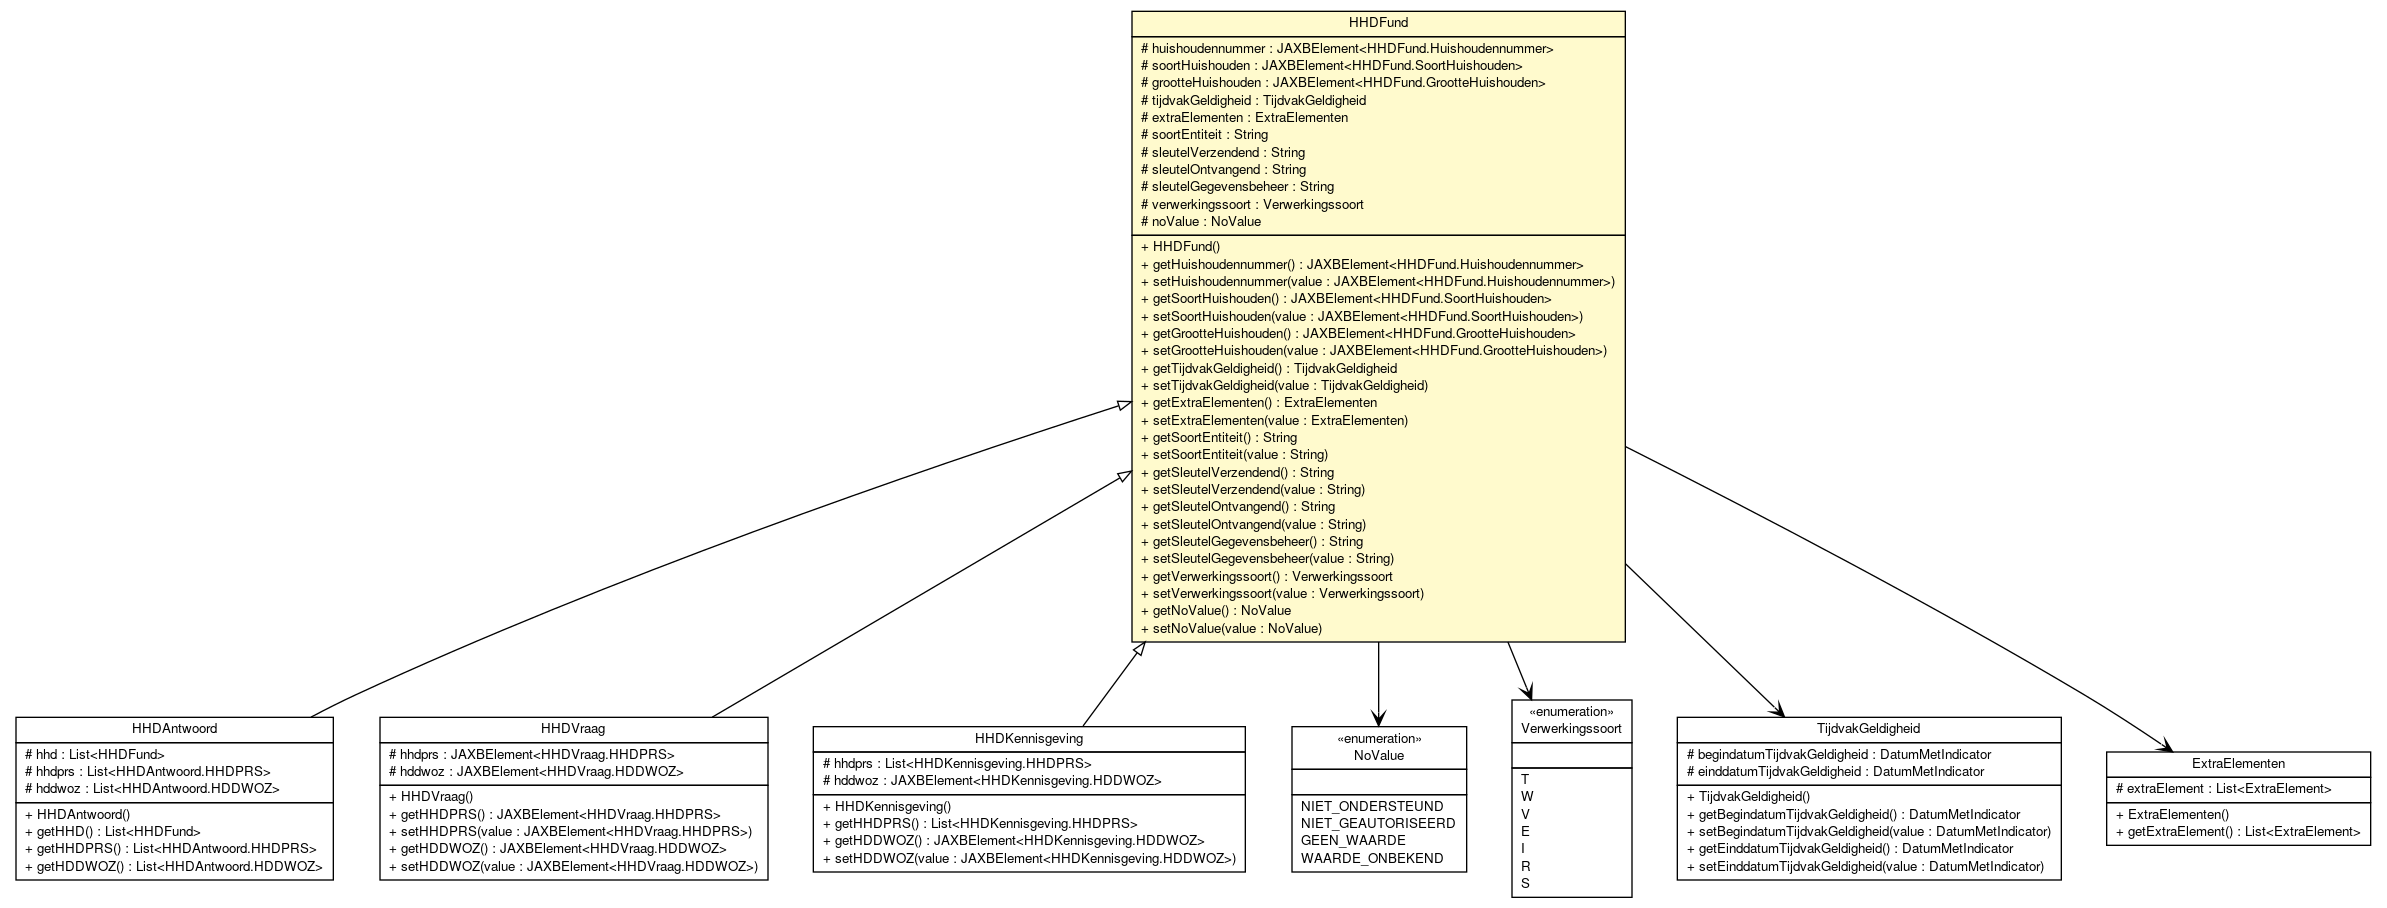 HHDFund
# huishoudennummer : JAXBElement<HHDFund.Huishoudennummer>
# soortHuishouden : JAXBElement<HHDFund.SoortHuishouden>
# grootteHuishouden : JAXBElement<HHDFund.GrootteHuishouden>
# tijdvakGeldigheid : TijdvakGeldigheid
# extraElementen : ExtraElementen
# soortEntiteit : String
# sleutelVerzendend : String
# sleutelOntvangend : String
# sleutelGegevensbeheer : String
# verwerkingssoort : Verwerkingssoort
# noValue : NoValue
+ HHDFund()
+ getHuishoudennummer() : JAXBElement<HHDFund.Huishoudennummer>
+ setHuishoudennummer(value : JAXBElement<HHDFund.Huishoudennummer>)
+ getSoortHuishouden() : JAXBElement<HHDFund.SoortHuishouden>
+ setSoortHuishouden(value : JAXBElement<HHDFund.SoortHuishouden>)
+ getGrootteHuishouden() : JAXBElement<HHDFund.GrootteHuishouden>
+ setGrootteHuishouden(value : JAXBElement<HHDFund.GrootteHuishouden>)
+ getTijdvakGeldigheid() : TijdvakGeldigheid
+ setTijdvakGeldigheid(value : TijdvakGeldigheid)
+ getExtraElementen() : ExtraElementen
+ setExtraElementen(value : ExtraElementen)
+ getSoortEntiteit() : String
+ setSoortEntiteit(value : String)
+ getSleutelVerzendend() : String
+ setSleutelVerzendend(value : String)
+ getSleutelOntvangend() : String
+ setSleutelOntvangend(value : String)
+ getSleutelGegevensbeheer() : String
+ setSleutelGegevensbeheer(value : String)
+ getVerwerkingssoort() : Verwerkingssoort
+ setVerwerkingssoort(value : Verwerkingssoort)
+ getNoValue() : NoValue
+ setNoValue(value : NoValue)
HHDAntwoord
# hhd : List<HHDFund>
# hhdprs : List<HHDAntwoord.HHDPRS>
# hddwoz : List<HHDAntwoord.HDDWOZ>
+ HHDAntwoord()
+ getHHD() : List<HHDFund>
+ getHHDPRS() : List<HHDAntwoord.HHDPRS>
+ getHDDWOZ() : List<HHDAntwoord.HDDWOZ>
HHDVraag
# hhdprs : JAXBElement<HHDVraag.HHDPRS>
# hddwoz : JAXBElement<HHDVraag.HDDWOZ>
+ HHDVraag()
+ getHHDPRS() : JAXBElement<HHDVraag.HHDPRS>
+ setHHDPRS(value : JAXBElement<HHDVraag.HHDPRS>)
+ getHDDWOZ() : JAXBElement<HHDVraag.HDDWOZ>
+ setHDDWOZ(value : JAXBElement<HHDVraag.HDDWOZ>)
HHDKennisgeving
# hhdprs : List<HHDKennisgeving.HHDPRS>
# hddwoz : JAXBElement<HHDKennisgeving.HDDWOZ>
+ HHDKennisgeving()
+ getHHDPRS() : List<HHDKennisgeving.HHDPRS>
+ getHDDWOZ() : JAXBElement<HHDKennisgeving.HDDWOZ>
+ setHDDWOZ(value : JAXBElement<HHDKennisgeving.HDDWOZ>)
«enumeration»
NoValue
NIET_ONDERSTEUND
NIET_GEAUTORISEERD
GEEN_WAARDE
WAARDE_ONBEKEND
«enumeration»
Verwerkingssoort
T
W
V
E
I
R
S
TijdvakGeldigheid
# begindatumTijdvakGeldigheid : DatumMetIndicator
# einddatumTijdvakGeldigheid : DatumMetIndicator
+ TijdvakGeldigheid()
+ getBegindatumTijdvakGeldigheid() : DatumMetIndicator
+ setBegindatumTijdvakGeldigheid(value : DatumMetIndicator)
+ getEinddatumTijdvakGeldigheid() : DatumMetIndicator
+ setEinddatumTijdvakGeldigheid(value : DatumMetIndicator)
ExtraElementen
# extraElement : List<ExtraElement>
+ ExtraElementen()
+ getExtraElement() : List<ExtraElement>